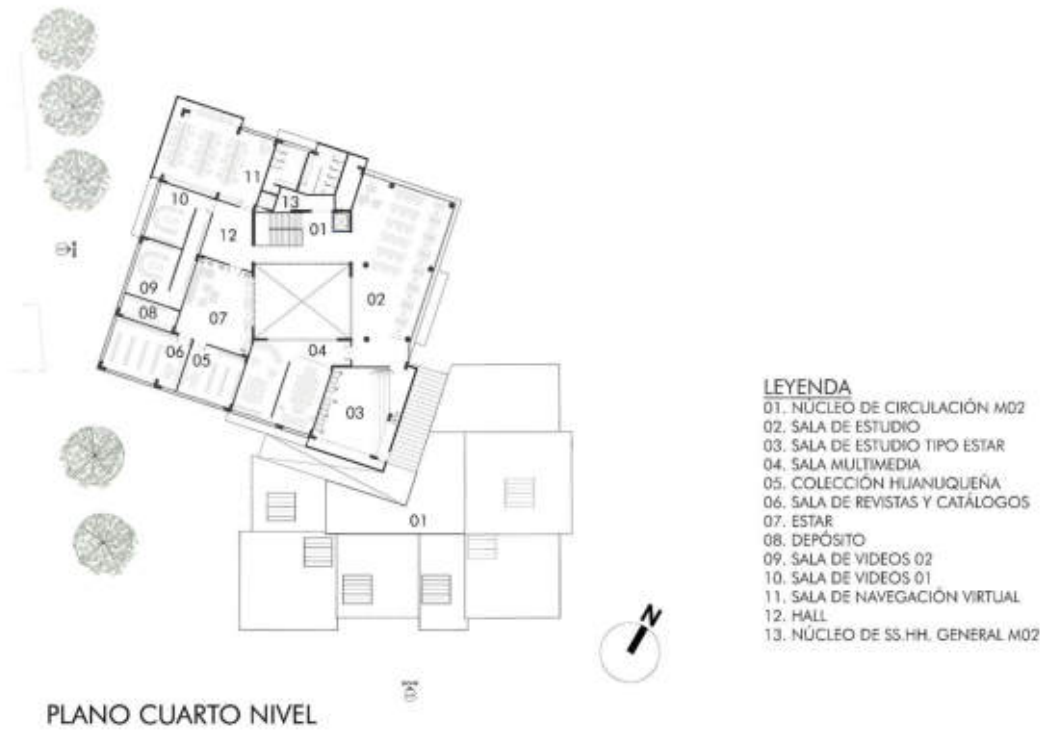 11
10
13
01
12
02
09
08
07
04
06
05
03
01
N
PLANO CUARTO NIVEL
LEYENDA
01. NÚCLEO DE CIRCULACIÓN M02
02. SALA DE ESTUDIO
03. SALA DE ESTUDIO TIPO ESTAR
04. SALA MULTIMEDIA
05. COLECCIÓN HUANUQUEÑA
06. SALA DE REVISTAS Y CATÁLOGOS
07. ESTAR
08. DEPÓSITO
09. SALA DE VIDEOS 02
10. SALA DE VIDEOS 01
11. SALA DE NAVEGACIÓN VIRTUAL
12. HALL
13. NÚCLEO DE SS.HH. GENERAL M02